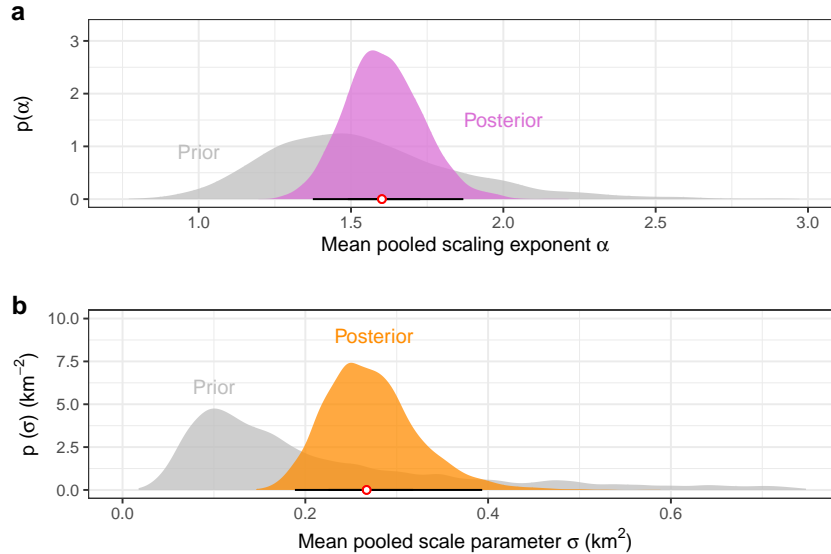 a
3
2
1
0
p(α)
Prior
Posterior
1.0 1.5 2.0 2.5 3.0
Mean pooled scaling exponent α
b
10.0
7.5
5.0
2.5
0.0
p (σ) (km⁻²)
Prior
Posterior
0.0 0.2 0.4 0.6
Mean pooled scale parameter σ (km²)